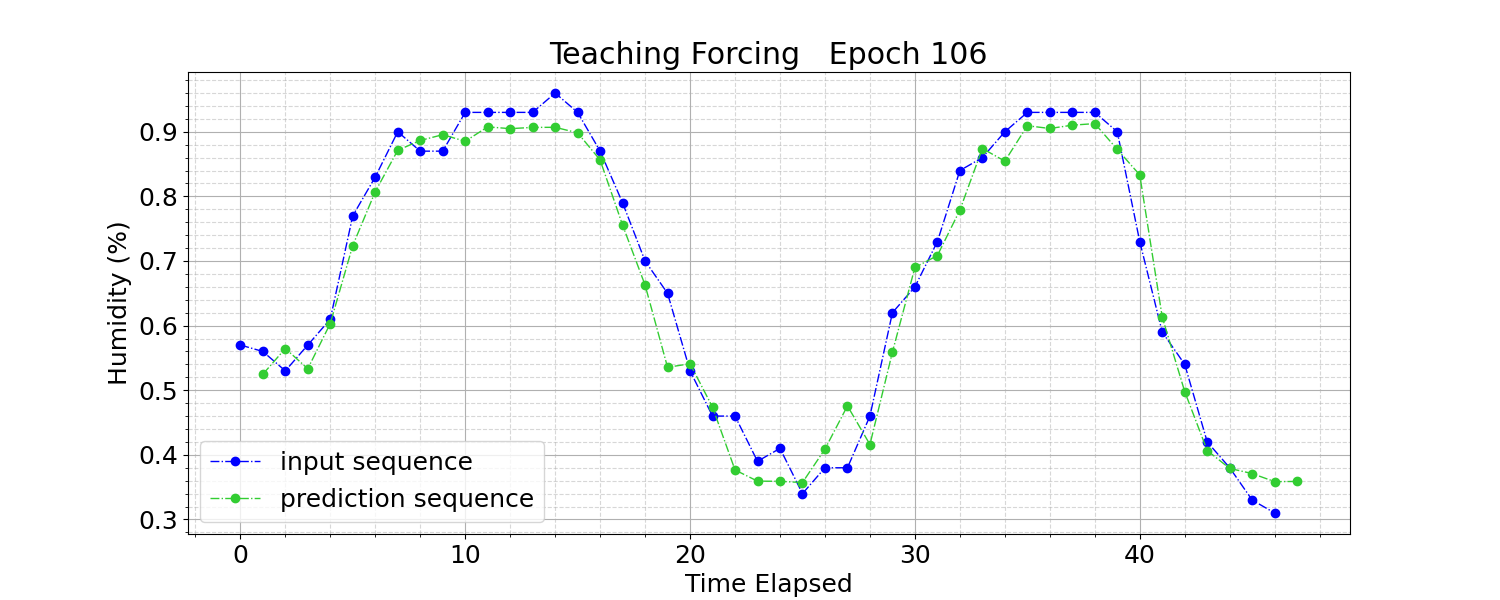 Teaching Forcing   Epoch 106
Humidity (%)
0.9
0.8
0.7
0.6
0.5
0.4
0.3
input sequence
prediction sequence
0 10 20 30 40
Time Elapsed